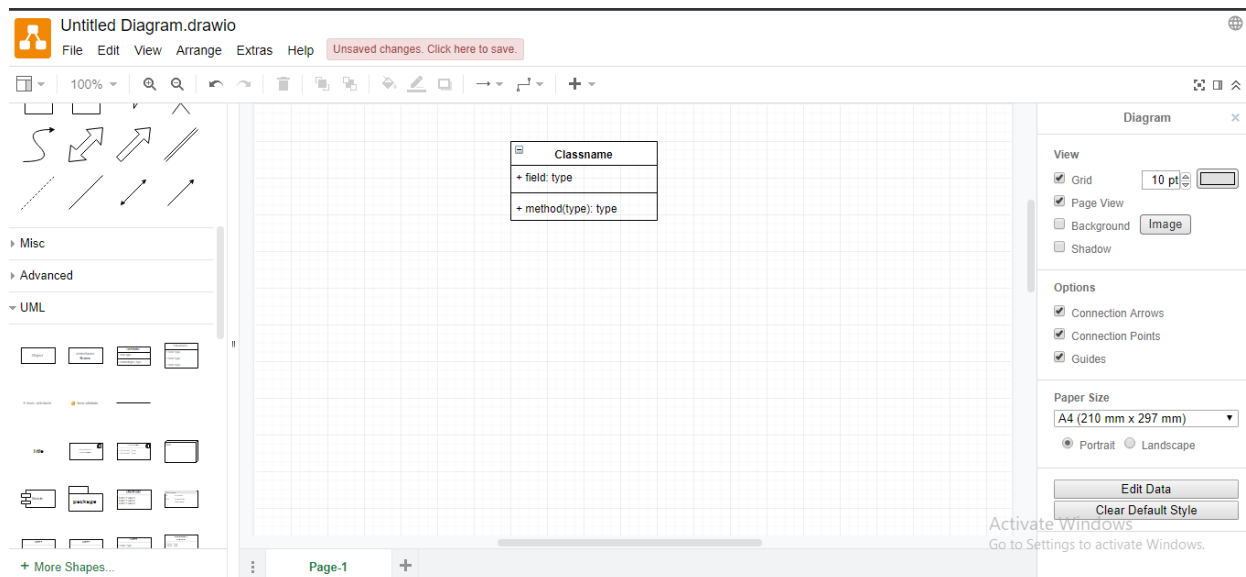 Untitled Diagram.drawio
File Edit View Arrange Extras Help Unsaved changes. Click here to save.
100%
Diagram
View
Grid 10 pt
Page View
Background Image
Shadow
Options
Connection Arrows
Connection Points
Guides
Paper Size
A4 (210 mm x 297 mm)
Portrait Landscape
Edit Data
Clear Default Style
Classname
+ field: type
+ method(type): type
Misc
Advanced
UML
package
+ More Shapes...
Page-1
Activate Windows
Go to Settings to activate Windows.